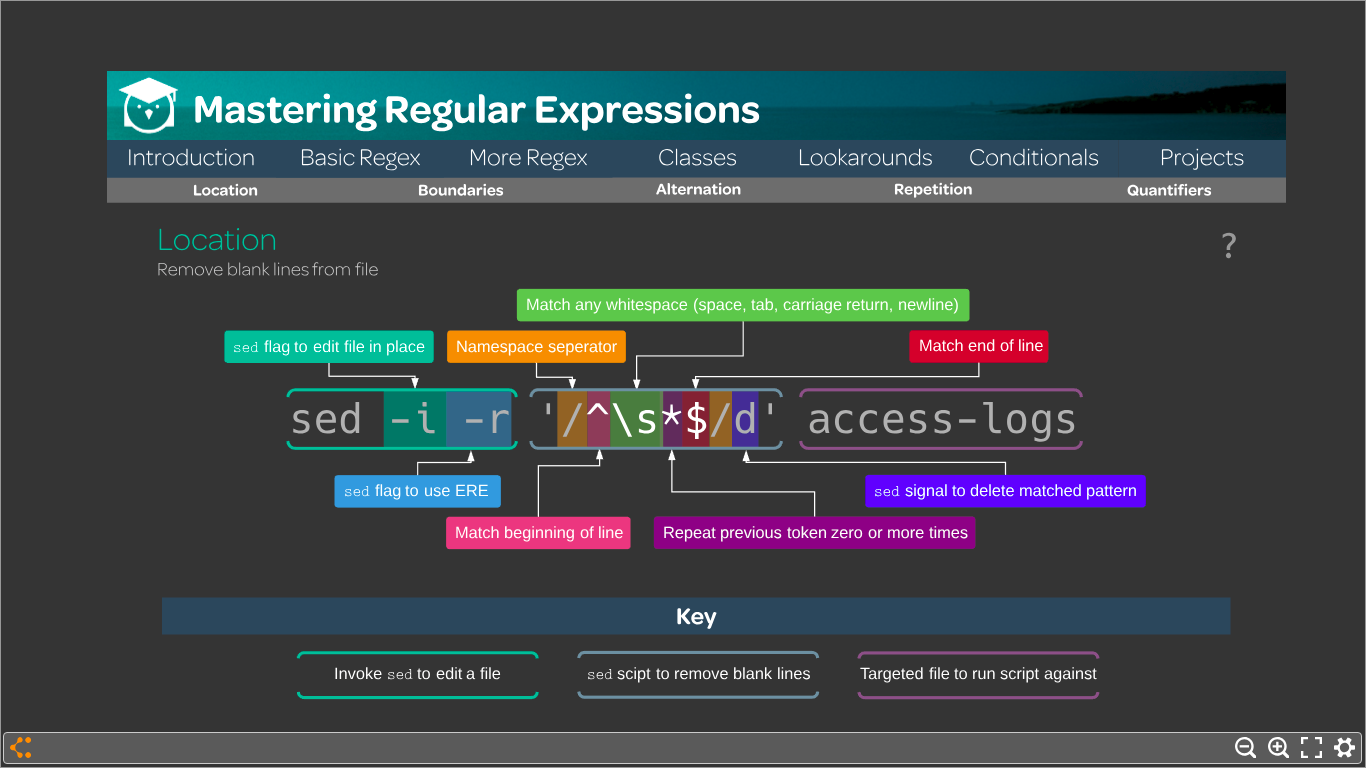 Mastering Regular Expressions
Introduction Basic Regex More Regex Classes Lookarounds Conditionals Projects
Location Boundaries Alternation Repetition Quantifiers
Location
?
Remove blank lines from file
Match any whitespace (space, tab, carriage return, newline)
sed flag to edit file in place
Namespace seperator
Match end of line
sed -i -r '/^\s*$/d' access-logs
sed flag to use ERE
sed signal to delete matched pattern
Match beginning of line
Repeat previous token zero or more times
Key
Invoke sed to edit a file
sed scipt to remove blank lines
Targeted file to run script against